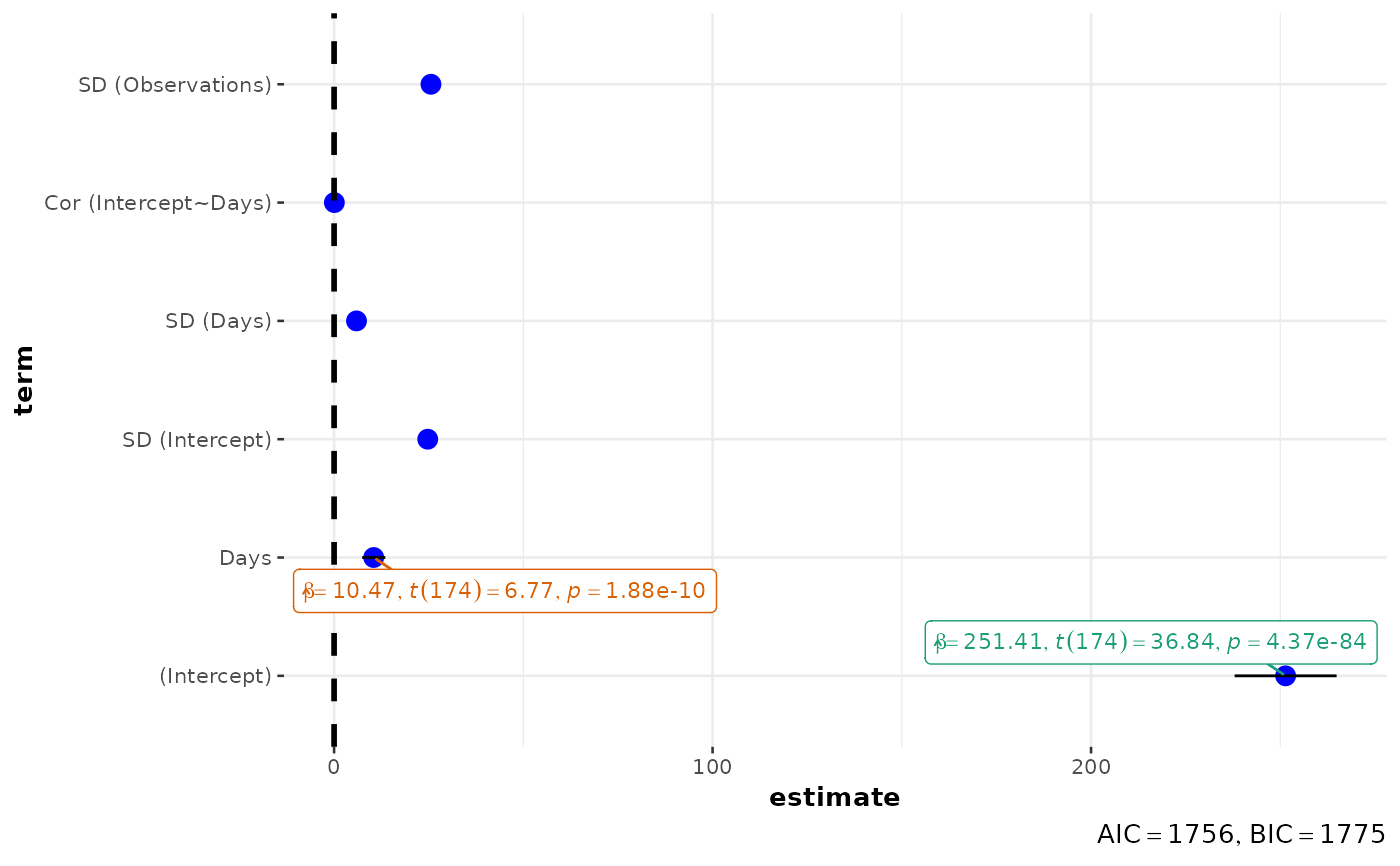 SD (Observations)
Cor (Intercept~Days)
SD (Days)
SD (Intercept)
Days
β̂ = 10.47, t(174) = 6.77, p = 1.88e-10
β̂ = 251.41, t(174) = 36.84, p = 4.37e-84
(Intercept)
term
0 100 200
estimate
AIC = 1756, BIC = 1775